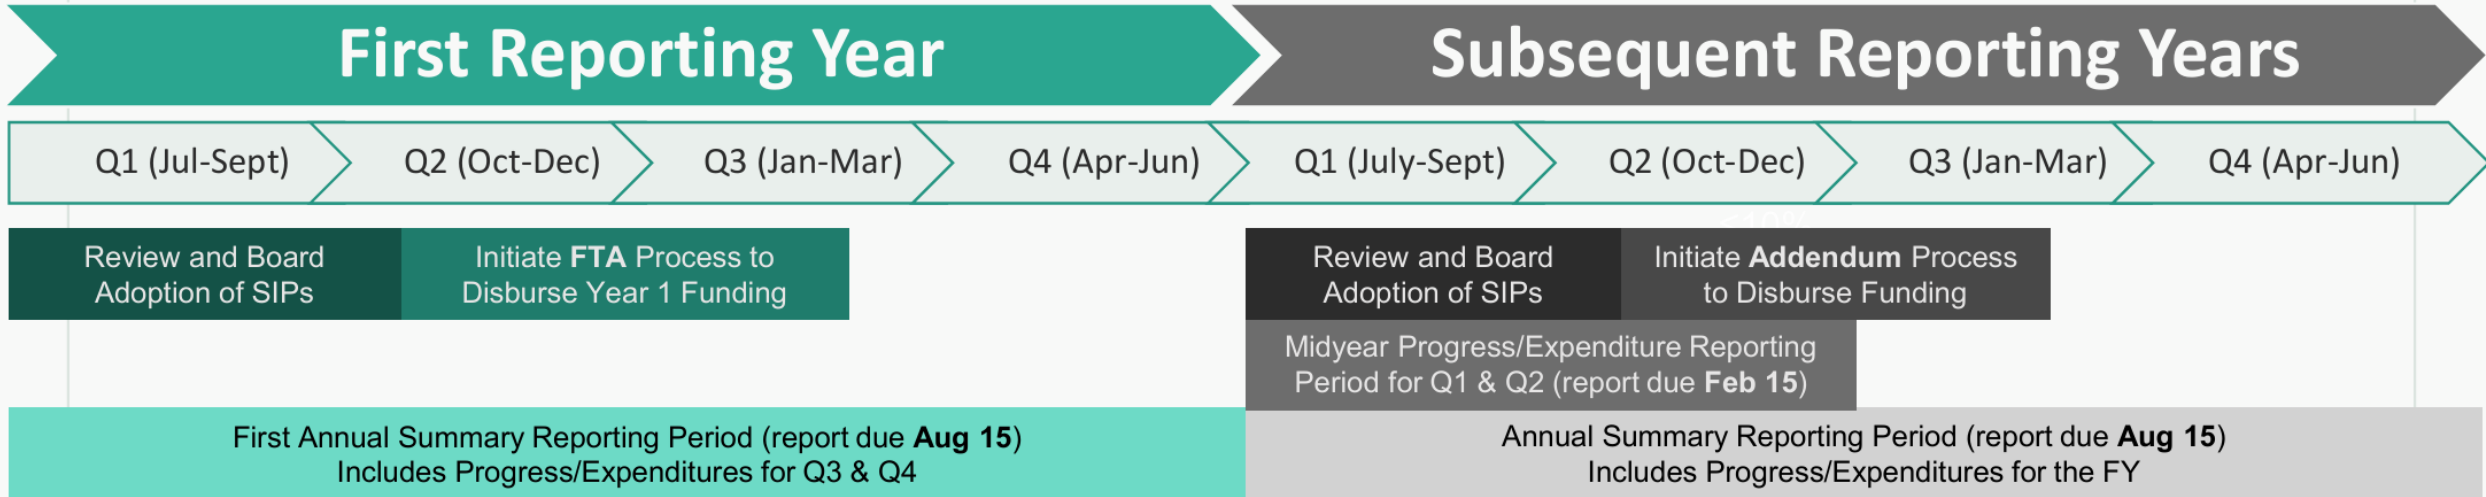 First Reporting Year
Subsequent Reporting Years
Q1 (Jul-Sept)
Q2 (Oct-Dec)
Q3 (Jan-Mar)
Q4 (Apr-Jun)
Q1 (July-Sept)
Q2 (Oct-Dec)
Q3 (Jan-Mar)
Q4 (Apr-Jun)
Review and Board
Adoption of SIPs
Initiate FTA Process to
Disburse Year 1 Funding
Review and Board
Adoption of SIPs
Initiate Addendum Process
to Disburse Funding
Midyear Progress/Expenditure Reporting
Period for Q1 & Q2 (report due Feb 15)
First Annual Summary Reporting Period (report due Aug 15)
Includes Progress/Expenditures for Q3 & Q4
Annual Summary Reporting Period (report due Aug 15)
Includes Progress/Expenditures for the FY